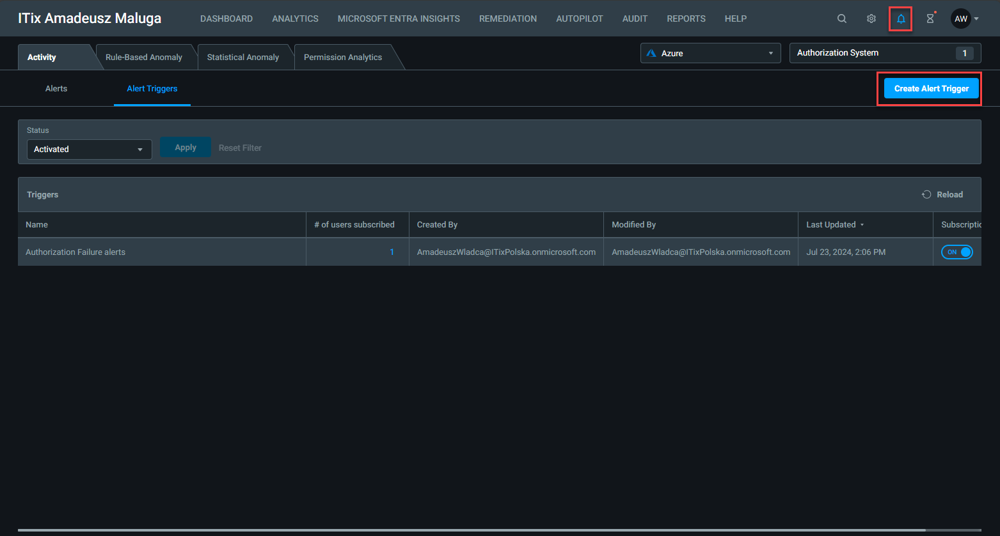 ITix Amadeusz Maluga DASHBOARD ANALYTICS MICROSOFT ENTRA INSIGHTS REMEDIATION AUTOPILOT AUDIT REPORTS HELP AW
Activity Rule-Based Anomaly Statistical Anomaly Permission Analytics Azure Authorization System 1
Alerts Alert Triggers Create Alert Trigger
Status
Activated Apply Reset Filter
Triggers Reload
Name # of users subscribed Created By Modified By Last Updated Subscriptio
Authorization Failure alerts 1 AmadeuszWladca@ITixPolska.onmicrosoft.com AmadeuszWladca@ITixPolska.onmicrosoft.com Jul 23, 2024, 2:06 PM ON